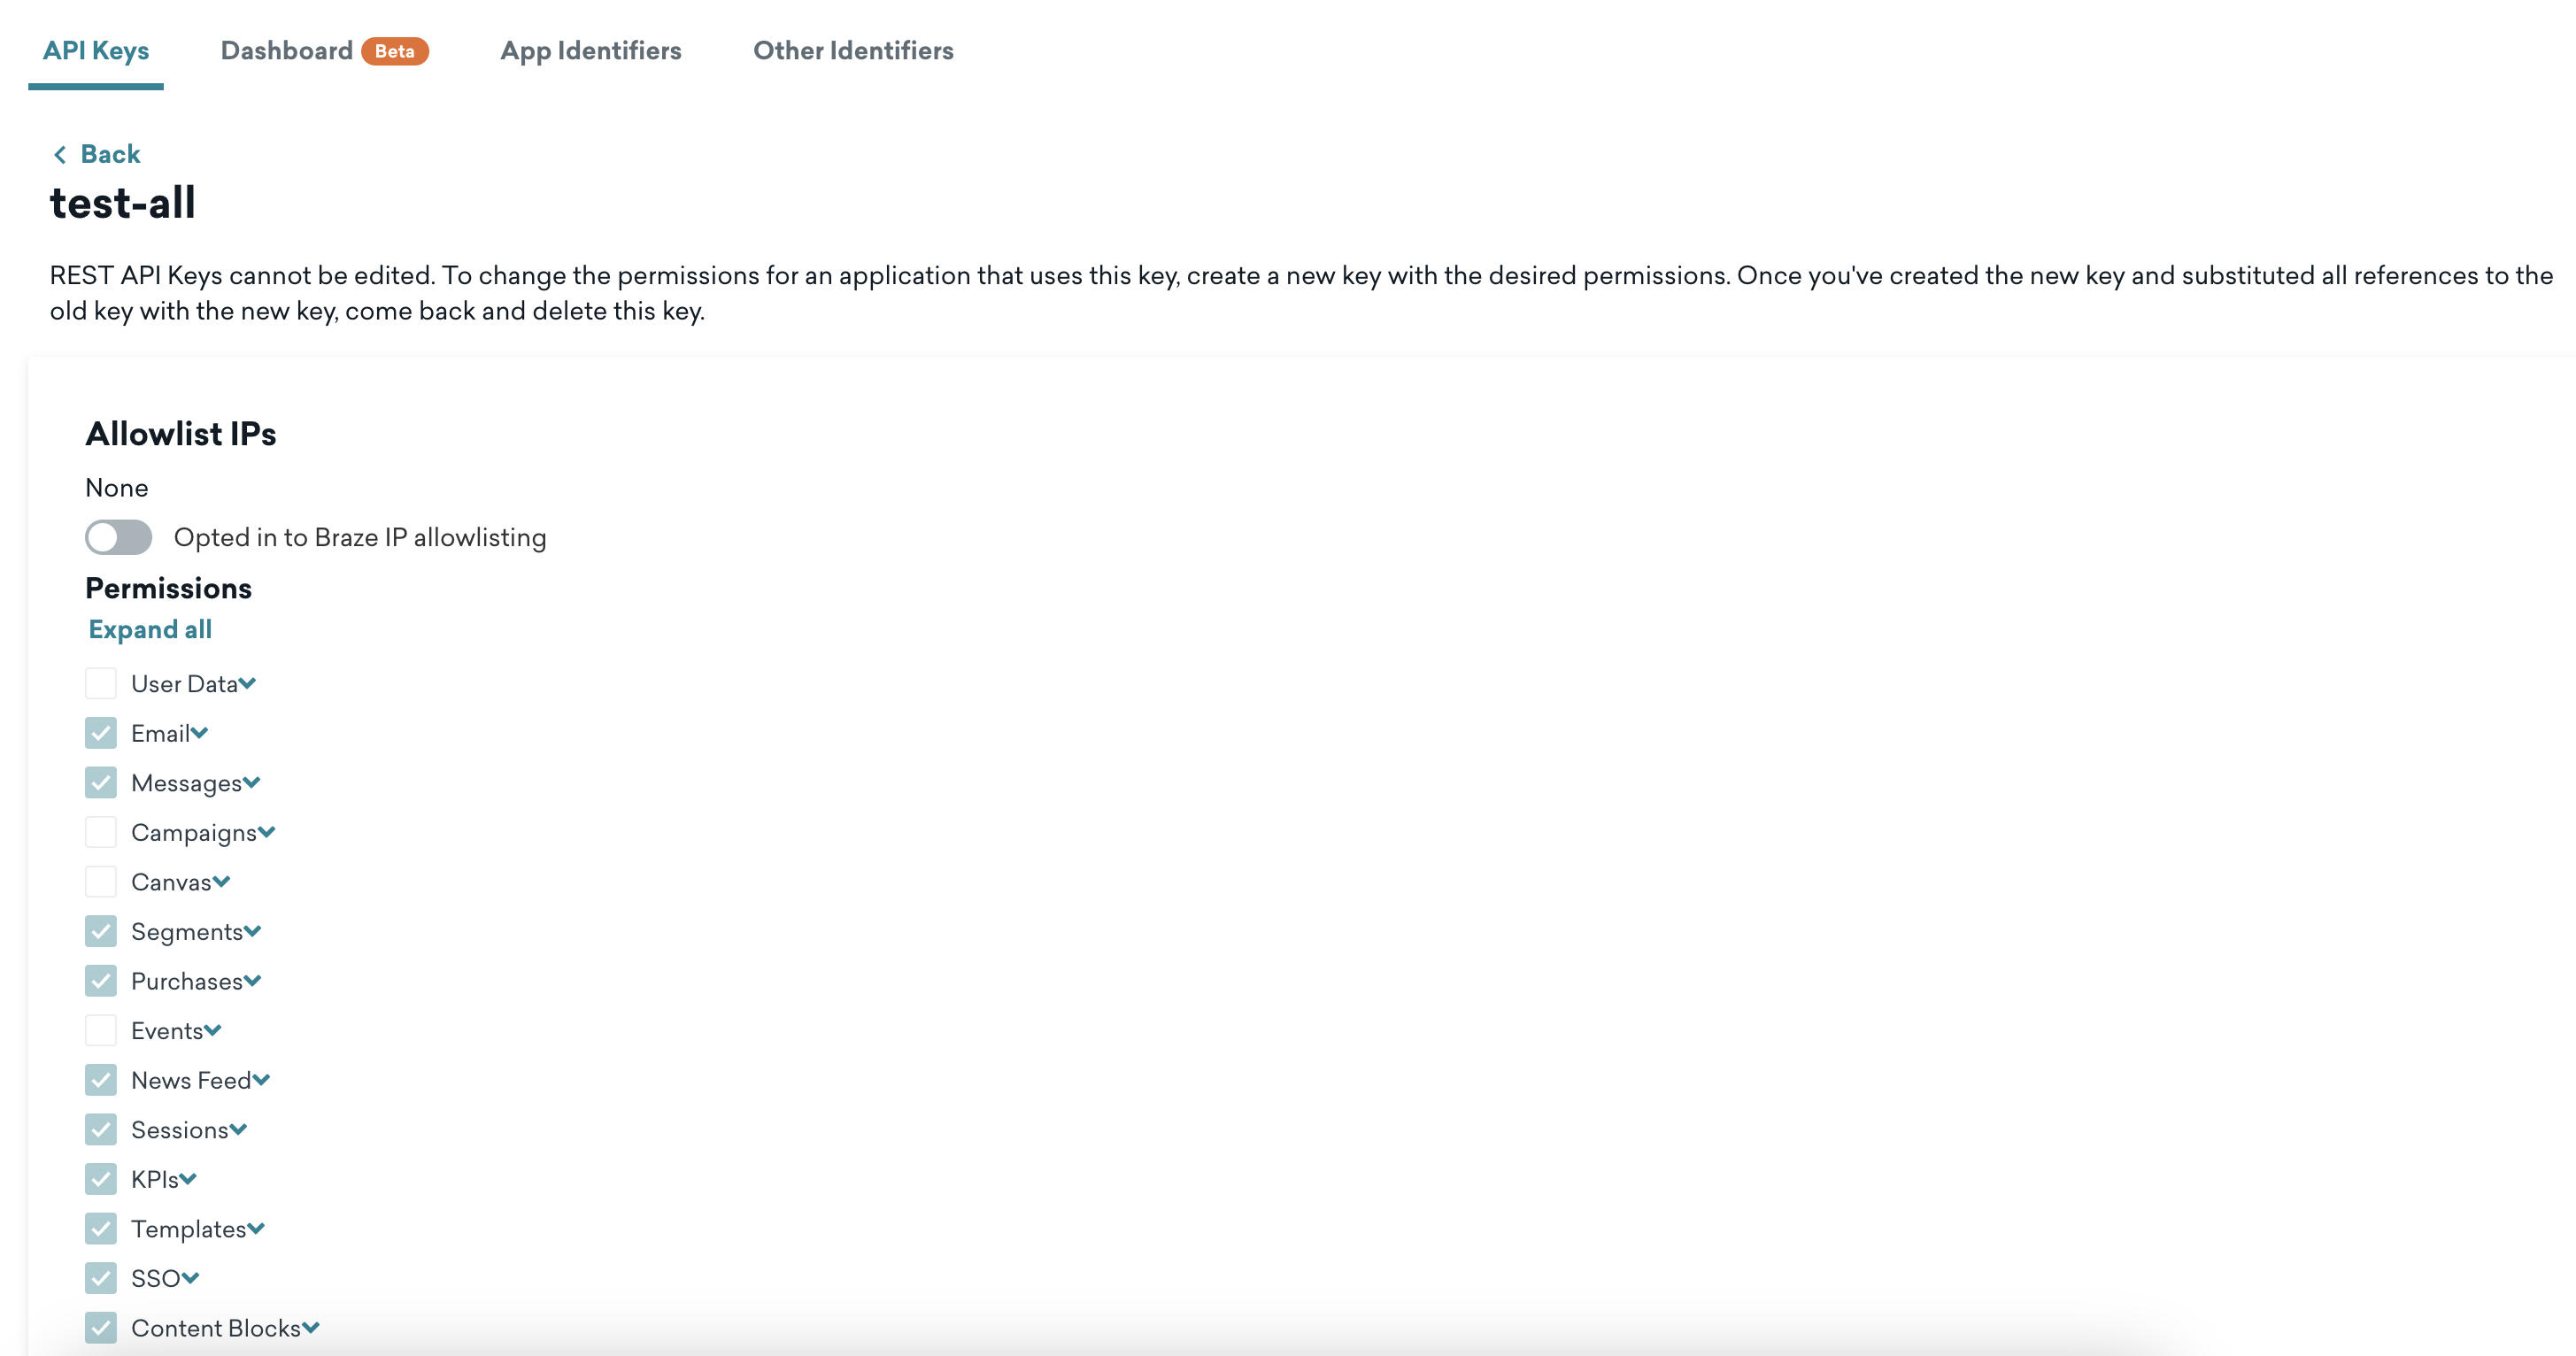 API Keys Dashboard Beta App Identifiers Other Identifiers
Back
test-all
REST API Keys cannot be edited. To change the permissions for an application that uses this key, create a new key with the desired permissions. Once you've created the new key and substituted all references to the
old key with the new key, come back and delete this key.
Allowlist IPs
None
Opted in to Braze IP allowlisting
Permissions
Expand all
User Data
Email
Messages
Campaigns
Canvas
Segments
Purchases
Events
News Feed
Sessions
KPIs
Templates
SSO
Content Blocks